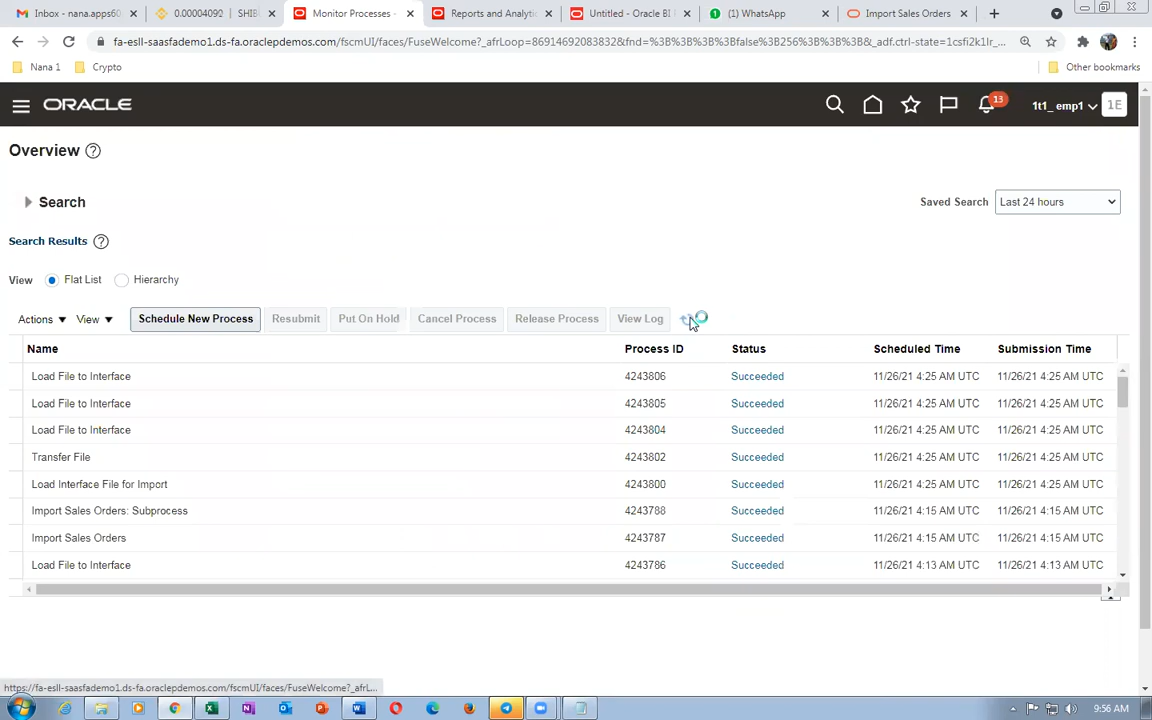 Inbox - nana.apps60
0.00004090 | SHIB
Monitor Processes -
Reports and Analytic
Untitled - Oracle BI
(1) WhatsApp
Import Sales Orders
fa-esll-saasfademo1.ds-fa.oraclepdemos.com/fscmUI/faces/FuseWelcome?_afrLoop=86914692083832&fnd=%3B%3B%3B%3Bfalse%3B256%3B%3B%3B&_adf.ctrl-state=1csfi2k1lr_...
Nana 1
Crypto
Other bookmarks
ORACLE
13
1t1_ emp1
1E
Overview ?
Search
Saved Search
Last 24 hours
Search Results ?
View
Flat List
Hierarchy
Actions
View
Schedule New Process
Resubmit
Put On Hold
Cancel Process
Release Process
View Log
Name Process ID Status Scheduled Time Submission Time
Load File to Interface 4243806 Succeeded 11/26/21 4:25 AM UTC 11/26/21 4:25 AM UTC
Load File to Interface 4243805 Succeeded 11/26/21 4:25 AM UTC 11/26/21 4:25 AM UTC
Load File to Interface 4243804 Succeeded 11/26/21 4:25 AM UTC 11/26/21 4:25 AM UTC
Transfer File 4243802 Succeeded 11/26/21 4:25 AM UTC 11/26/21 4:25 AM UTC
Load Interface File for Import 4243800 Succeeded 11/26/21 4:25 AM UTC 11/26/21 4:25 AM UTC
Import Sales Orders: Subprocess 4243788 Succeeded 11/26/21 4:15 AM UTC 11/26/21 4:15 AM UTC
Import Sales Orders 4243787 Succeeded 11/26/21 4:15 AM UTC 11/26/21 4:15 AM UTC
Load File to Interface 4243786 Succeeded 11/26/21 4:13 AM UTC 11/26/21 4:13 AM UTC
https://fa-esll-saasfademo1.ds-fa.oraclepdemos.com/fscmUI/faces/FuseWelcome?_afrL...
9:56 AM